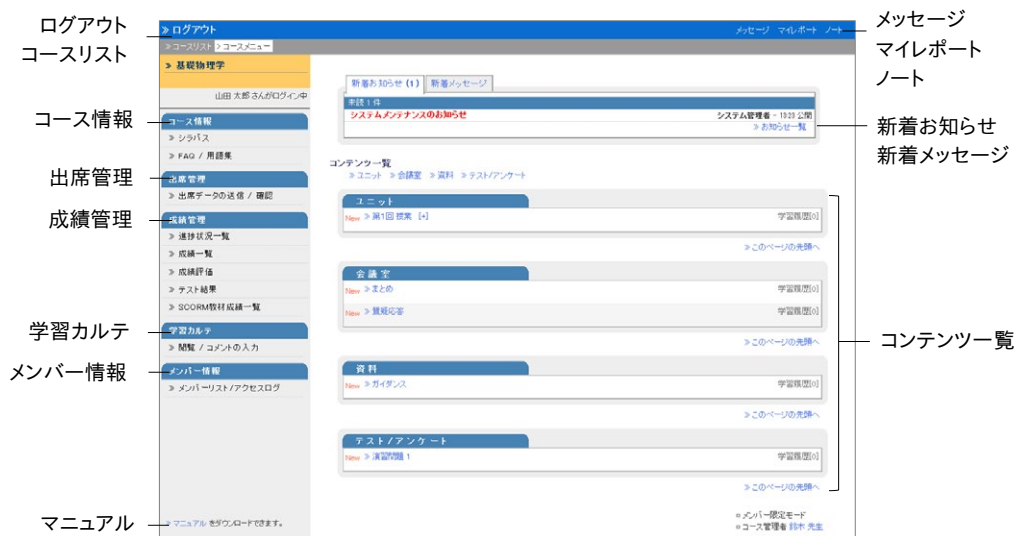 ログアウト
コースリスト
コース情報
出席管理
成績管理
学習カルテ
メンバー情報
マニュアル
» ログアウト
メッセージ マイレポート ノート
» コースリスト > コースメニュー
» 基礎物理学
山田 太郎 さんがログイン中
コース情報
» シラバス
» FAQ / 用語集
出席管理
» 出席データの送信 / 確認
成績管理
» 進捗状況一覧
» 成績一覧
» 成績評価
» テスト結果
» SCORM教材成績一覧
学習カルテ
» 閲覧 / コメントの入力
メンバー情報
» メンバーリスト/アクセスログ
» マニュアル をダウンロードできます。
新着お知らせ (1) 新着メッセージ
未読 1 件
システムメンテナンスのお知らせ システム管理者 - 13:23 公開
» お知らせ一覧
コンテンツ一覧
» ユニット » 会議室 » 資料 » テスト/アンケート
ユニット
New » 第1回 授業 [+] 学習履歴[0]
» このページの先頭へ
会議室
New » まとめ 学習履歴[0]
New » 質疑応答 学習履歴[0]
» このページの先頭へ
資料
New » ガイダンス 学習履歴[0]
» このページの先頭へ
テスト/アンケート
New » 演習問題 1 学習履歴[0]
» このページの先頭へ
メンバー限定モード
コース管理者 鈴木 先生
メッセージ
マイレポート
ノート
新着お知らせ
新着メッセージ
コンテンツ一覧